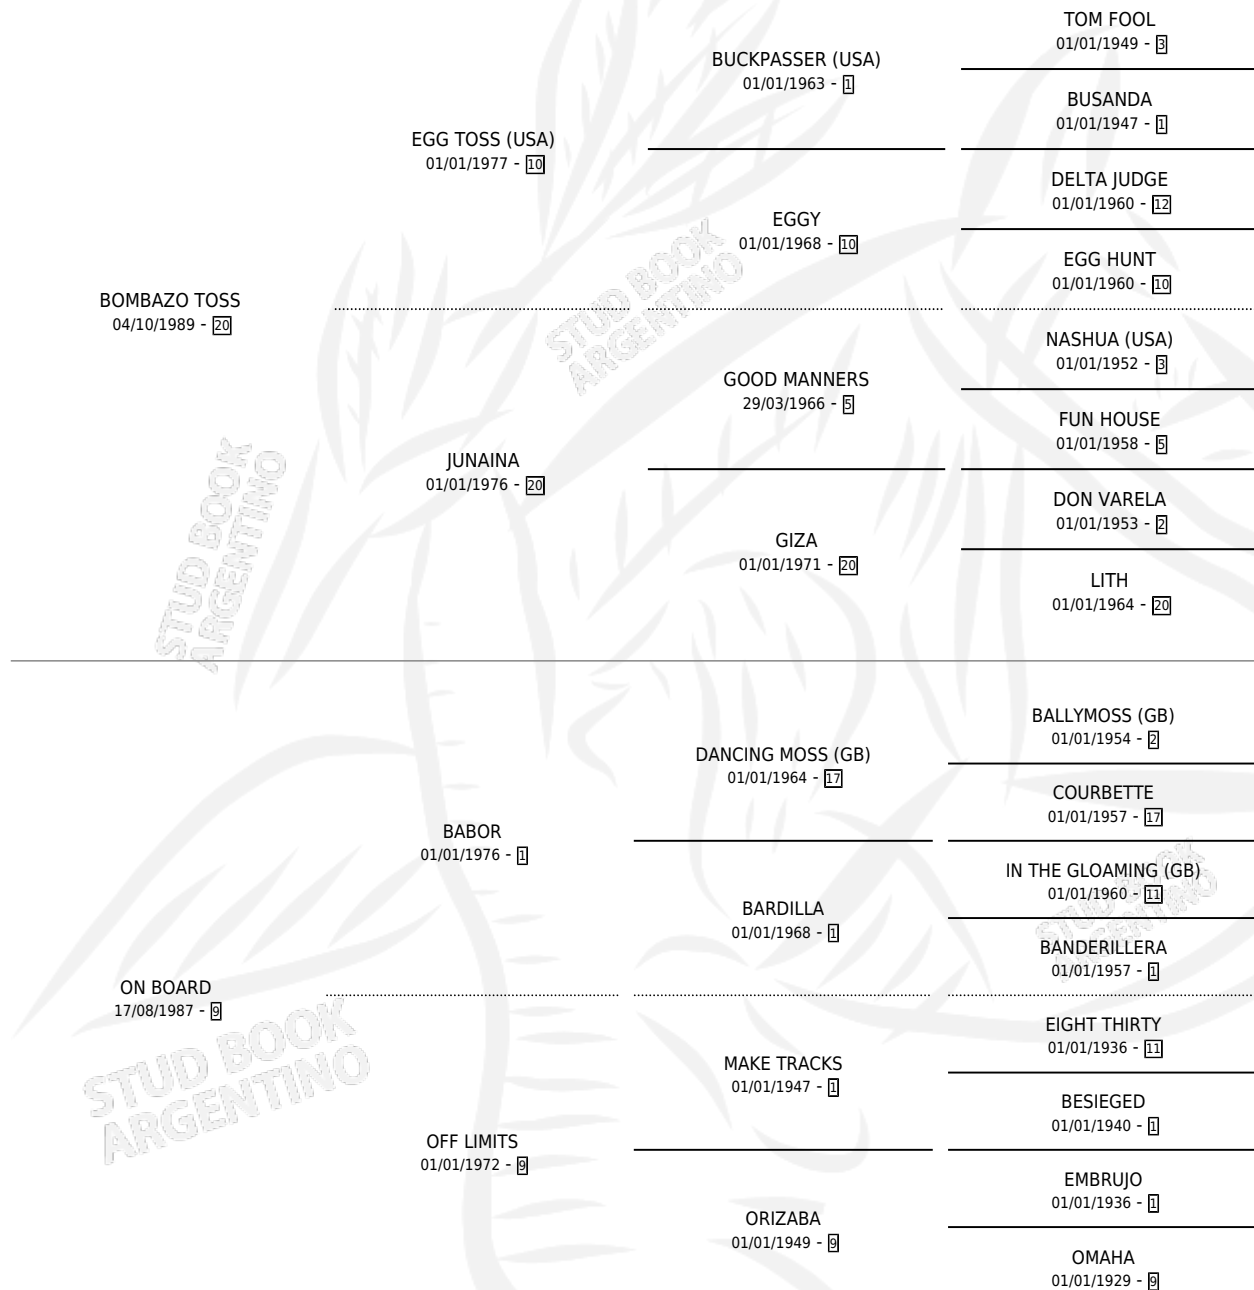 TOM FOOL
01/01/1949 - 3
BUCKPASSER (USA)
01/01/1963 - 1
BUSANDA
01/01/1947 - 1
EGG TOSS (USA)
01/01/1977 - 10
DELTA JUDGE
01/01/1960 - 12
EGGY
01/01/1968 - 10
EGG HUNT
01/01/1960 - 10
BOMBAZO TOSS
04/10/1989 - 20
STUD BOOK
ARGENTINO
NASHUA (USA)
01/01/1952 - 3
GOOD MANNERS
29/03/1966 - 5
FUN HOUSE
01/01/1958 - 5
JUNAINA
01/01/1976 - 20
DON VARELA
01/01/1953 - 2
GIZA
01/01/1971 - 20
LITH
01/01/1964 - 20
STUD BOOK
ARGENTINO
BALLYMOSS (GB)
01/01/1954 - 2
DANCING MOSS (GB)
01/01/1964 - 17
COURBETTE
01/01/1957 - 17
BABOR
01/01/1976 - 1
IN THE GLOAMING (GB)
01/01/1960 - 11
STUD BOOK
ARGENTINO
BARDILLA
01/01/1968 - 1
BANDERILLERA
01/01/1957 - 1
ON BOARD
17/08/1987 - 9
EIGHT THIRTY
01/01/1936 - 11
MAKE TRACKS
01/01/1947 - 1
BESIEGED
01/01/1940 - 1
STUD BOOK
ARGENTINO
OFF LIMITS
01/01/1972 - 9
EMBRUJO
01/01/1936 - 1
ORIZABA
01/01/1949 - 9
OMAHA
01/01/1929 - 9